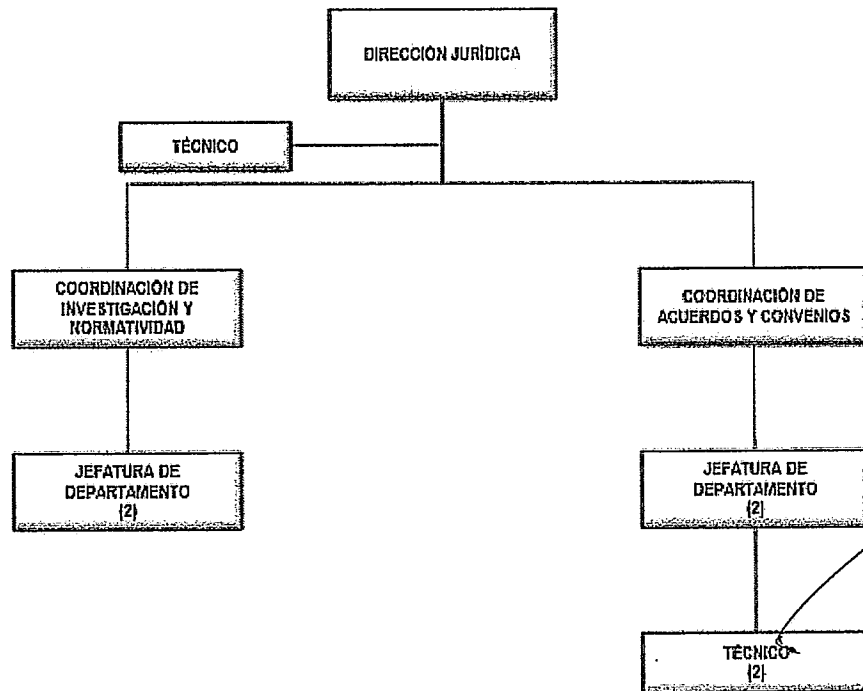 DIRECCIÓN JURÍDICA
TÉCNICO
COORDINACIÓN DE
INVESTIGACIÓN Y
NORMATIVIDAD
COORDINACIÓN DE
ACUERDOS Y CONVENIOS
JEFATURA DE
DEPARTAMENTO
(2)
JEFATURA DE
DEPARTAMENTO
(2)
TÉCNICO
(2)